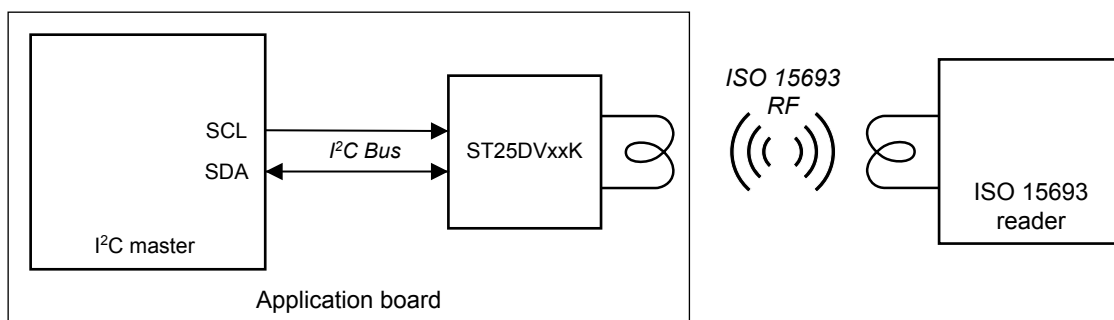 ISO 15693
RF
SCL
I²C Bus
SDA
ST25DVxxK
I²C master
ISO 15693
reader
Application board